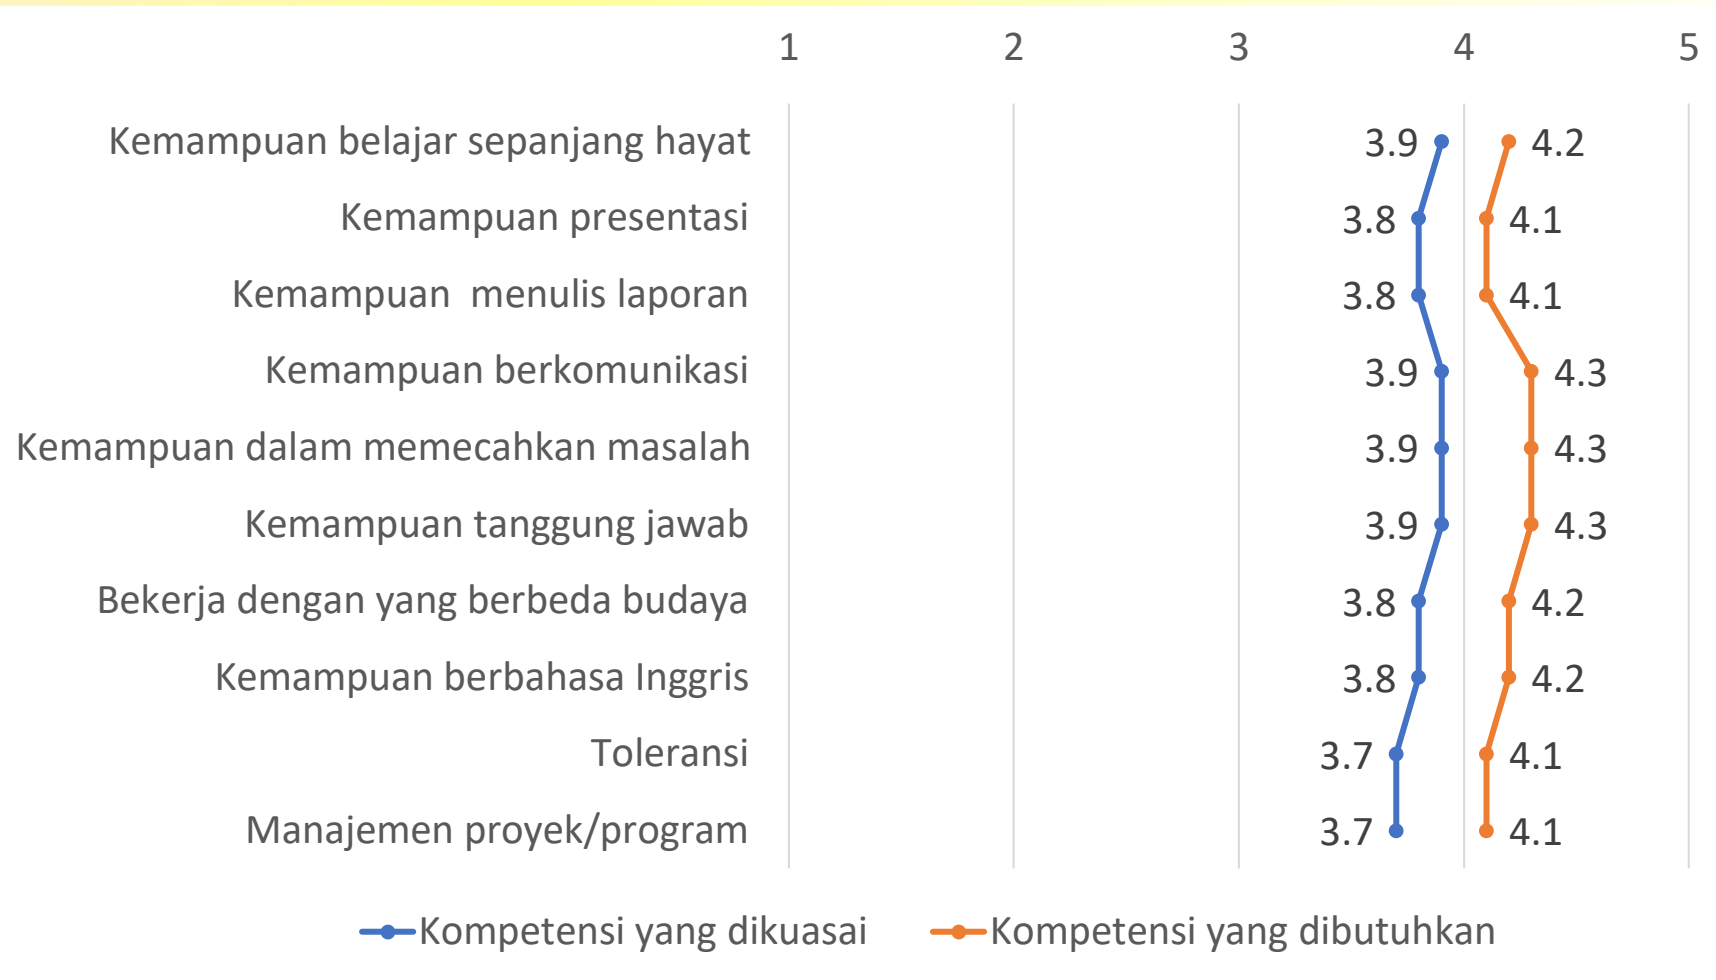 1 2 3 4 5
Kemampuan belajar sepanjang hayat 3.9 4.2
Kemampuan presentasi 3.8 4.1
Kemampuan  menulis laporan 3.8 4.1
Kemampuan berkomunikasi 3.9 4.3
Kemampuan dalam memecahkan masalah 3.9 4.3
Kemampuan tanggung jawab 3.9 4.3
Bekerja dengan yang berbeda budaya 3.8 4.2
Kemampuan berbahasa Inggris 3.8 4.2
Toleransi 3.7 4.1
Manajemen proyek/program 3.7 4.1
Kompetensi yang dikuasai Kompetensi yang dibutuhkan